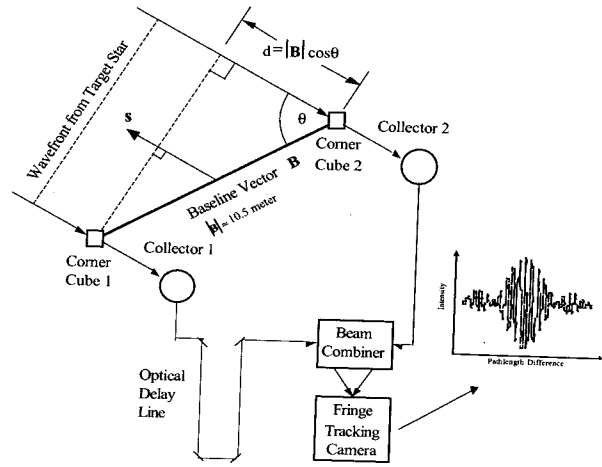 d = |B| cosθ
Wavefront from Target Star
s
θ
Collector 2
Corner
Cube 2
Baseline Vector B
|B| ≈ 10.5 meter
Collector 1
Corner
Cube 1
Optical
Delay
Line
Beam
Combiner
Fringe
Tracking
Camera
Intensity
Pathlength Difference